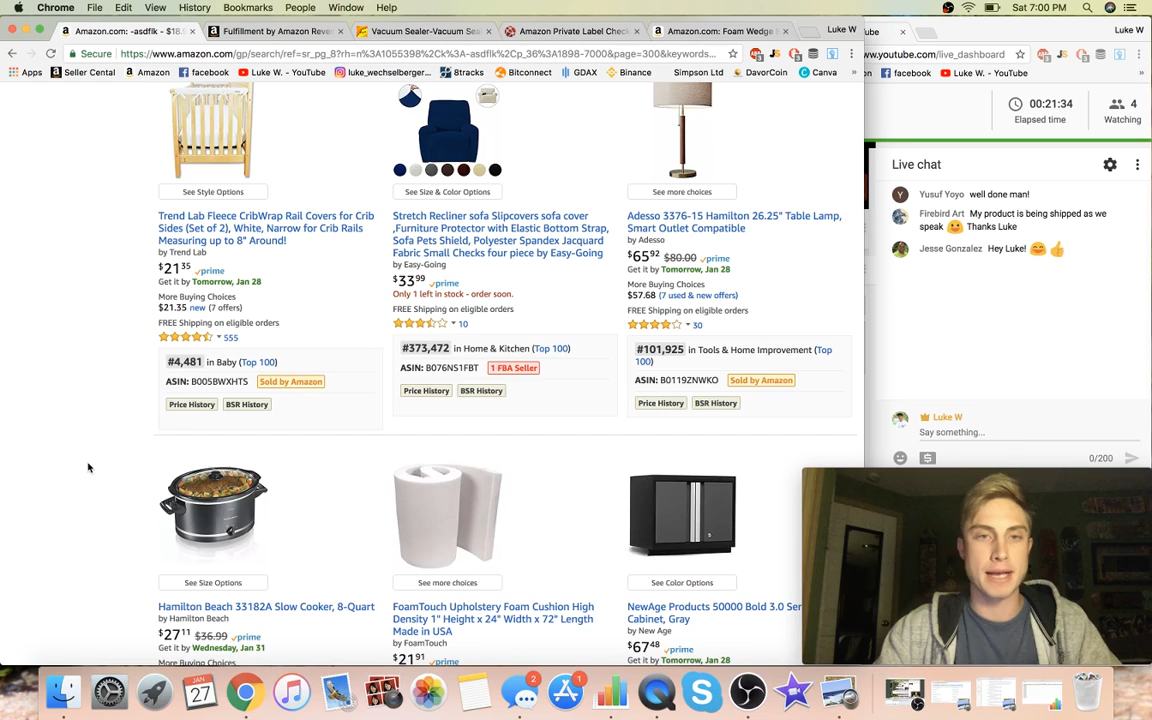 Chrome File Edit View History Bookmarks People Window Help Sat 7:00 PM
Amazon.com: -asdflk - $18. Fulfillment by Amazon Rever Vacuum Sealer-Vacuum Seal Amazon Private Label Check Amazon.com: Foam Wedge B Luke W Luke W
Secure https://www.amazon.com/gp/search/ref=sr_pg_8?rh=n%3A1055398%2Ck%3A-asdflk%2Cp_36%3A1898-7000&page=300&keywords... youtube.com/live_dashboard
Apps Seller Cental Amazon facebook Luke W. - YouTube luke_wechselberger... 8tracks Bitconnect GDAX Binance Simpson Ltd DavorCoin Canva facebook Luke W. - YouTube
00:21:34 4
Elapsed time Watching
Live chat
Yusuf Yoyo well done man!
Firebird Art My product is being shipped as we
speak Thanks Luke
Jesse Gonzalez Hey Luke!
See Style Options See Size & Color Options See more choices
Trend Lab Fleece CribWrap Rail Covers for Crib
Sides (Set of 2), White, Narrow for Crib Rails
Measuring up to 8" Around!
by Trend Lab
$21 35 prime
Get it by Tomorrow, Jan 28
More Buying Choices
$21.35 new (7 offers)
FREE Shipping on eligible orders
555
#4,481 in Baby (Top 100)
ASIN: B005BWXHTS Sold by Amazon
Price History BSR History
Stretch Recliner sofa Slipcovers sofa cover
,Furniture Protector with Elastic Bottom Strap,
Sofa Pets Shield, Polyester Spandex Jacquard
Fabric Small Checks four piece by Easy-Going
by Easy-Going
$33 99 prime
Only 1 left in stock - order soon.
FREE Shipping on eligible orders
10
#373,472 in Home & Kitchen (Top 100)
ASIN: B076NS1FBT 1 FBA Seller
Price History BSR History
Adesso 3376-15 Hamilton 26.25" Table Lamp,
Smart Outlet Compatible
by Adesso
$65 92 $80.00 prime
Get it by Tomorrow, Jan 28
More Buying Choices
$57.68 (7 used & new offers)
FREE Shipping on eligible orders
30
#101,925 in Tools & Home Improvement (Top
100)
ASIN: B0119ZNWKO Sold by Amazon
Price History BSR History
Luke W
Say something...
0/200
See Size Options See more choices See Color Options
Hamilton Beach 33182A Slow Cooker, 8-Quart
by Hamilton Beach
$27 11 $36.99 prime
Get it by Wednesday, Jan 31
More Buying Choices
FoamTouch Upholstery Foam Cushion High
Density 1" Height x 24" Width x 72" Length
Made in USA
by FoamTouch
$21 91 prime
NewAge Products 50000 Bold 3.0 Ser
Cabinet, Gray
by New Age
$67 48 prime
Get it by Tomorrow, Jan 28
JAN
27
2
1